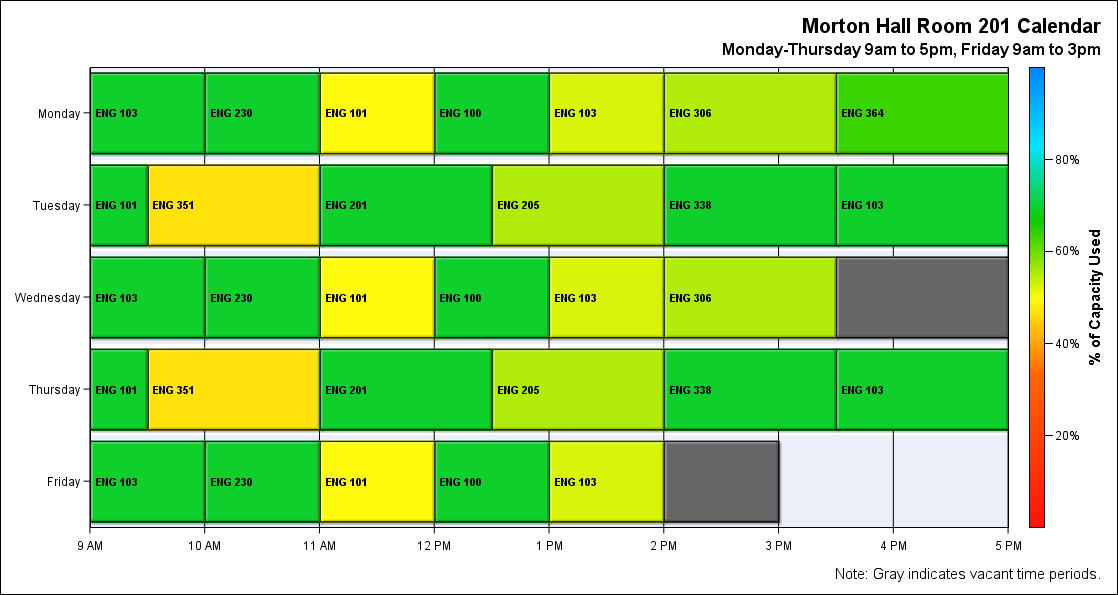 Morton Hall Room 201 Calendar
Monday-Thursday 9am to 5pm, Friday 9am to 3pm
Monday
ENG 103
ENG 230
ENG 101
ENG 100
ENG 103
ENG 306
ENG 364
Tuesday
ENG 101
ENG 351
ENG 201
ENG 205
ENG 338
ENG 103
Wednesday
ENG 103
ENG 230
ENG 101
ENG 100
ENG 103
ENG 306
Thursday
ENG 101
ENG 351
ENG 201
ENG 205
ENG 338
ENG 103
Friday
ENG 103
ENG 230
ENG 101
ENG 100
ENG 103
9 AM
10 AM
11 AM
12 PM
1 PM
2 PM
3 PM
4 PM
5 PM
80%
60%
40%
20%
% of Capacity Used
Note: Gray indicates vacant time periods.